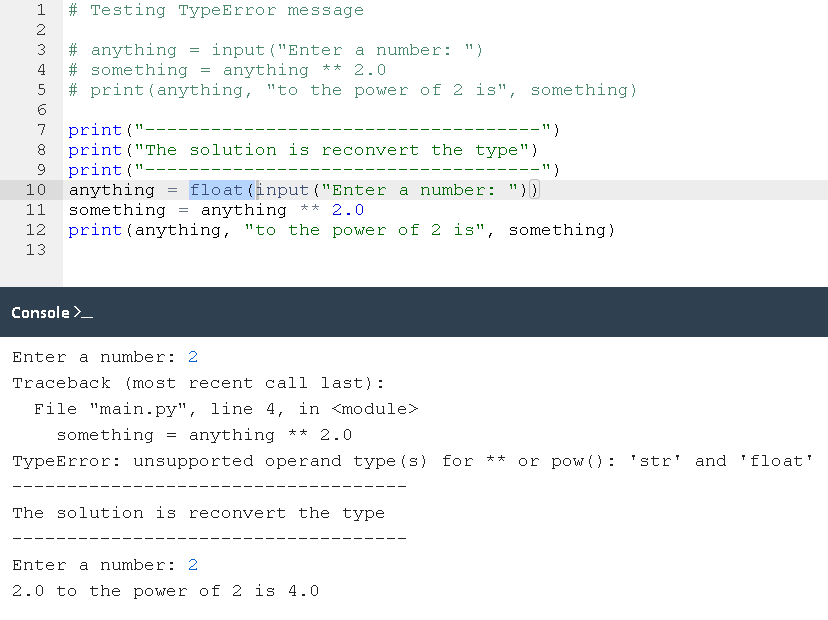 1 # Testing TypeError message
2
3 # anything = input("Enter a number: ")
4 # something = anything ** 2.0
5 # print(anything, "to the power of 2 is", something)
6
7 print("------------------------------------")
8 print("The solution is reconvert the type")
9 print("------------------------------------")
10 anything = float(input("Enter a number: "))
11 something = anything ** 2.0
12 print(anything, "to the power of 2 is", something)
13
Console >_
Enter a number: 2
Traceback (most recent call last):
  File "main.py", line 4, in <module>
    something = anything ** 2.0
TypeError: unsupported operand type(s) for ** or pow(): 'str' and 'float'
------------------------------------
The solution is reconvert the type
------------------------------------
Enter a number: 2
2.0 to the power of 2 is 4.0